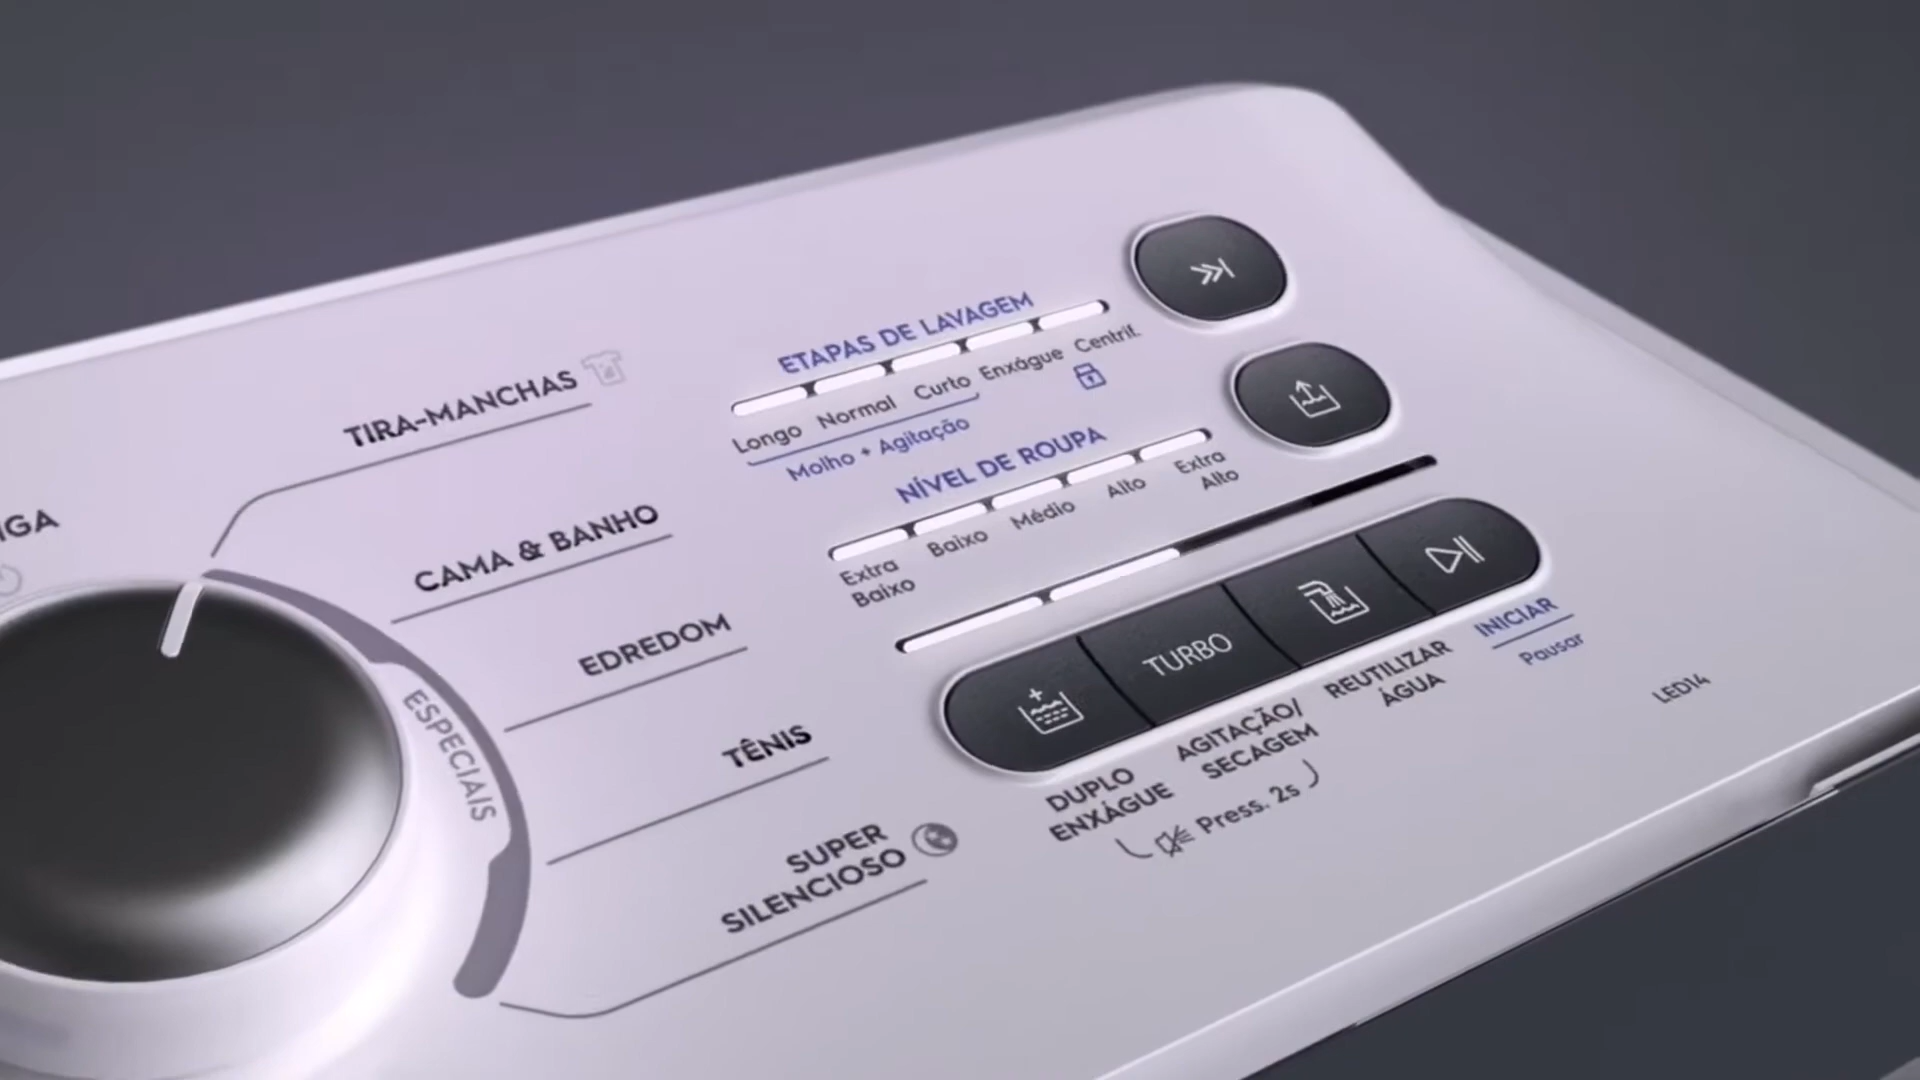 TIRA-MANCHAS
CAMA & BANHO
EDREDOM
TÊNIS
SUPER
SILENCIOSO
ESPECIAIS
ETAPAS DE LAVAGEM
Longo Normal Curto Enxágue Centrif.
Molho + Agitação
NÍVEL DE ROUPA
Extra
Baixo
Baixo
Médio
Alto
Extra
Alto
TURBO
DUPLO
ENXÁGUE
AGITAÇÃO/
SECAGEM
REUTILIZAR
ÁGUA
INICIAR
Pausar
Press. 2s
LED14